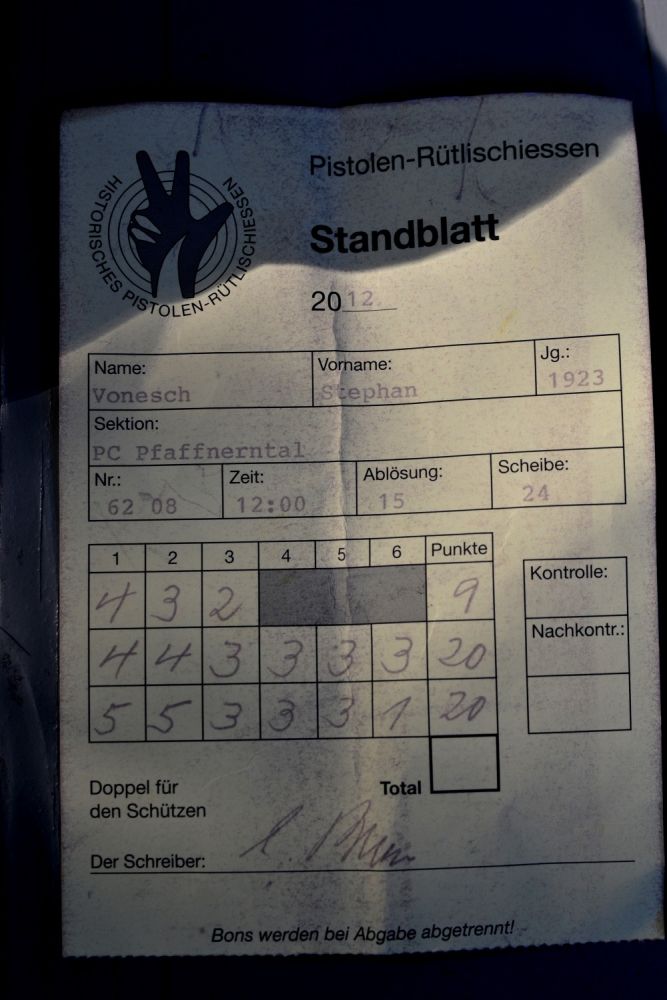 HISTORISCHES PISTOLEN-RÜTLISCHIESSEN
Pistolen-Rütlischiessen
Standblatt
2012
Name: Vorname: Jg.:
Vonesch Stephan 1923
Sektion:
PC Pfaffnerntal
Nr.: Zeit: Ablösung: Scheibe:
62 08 12:00 15 24
1 2 3 4 5 6 Punkte
4 3 2 9
4 4 3 3 3 3 20
5 5 3 3 3 1 20
Kontrolle:
Nachkontr.:
Doppel für
den Schützen
Total
Der Schreiber:
Bons werden bei Abgabe abgetrennt!